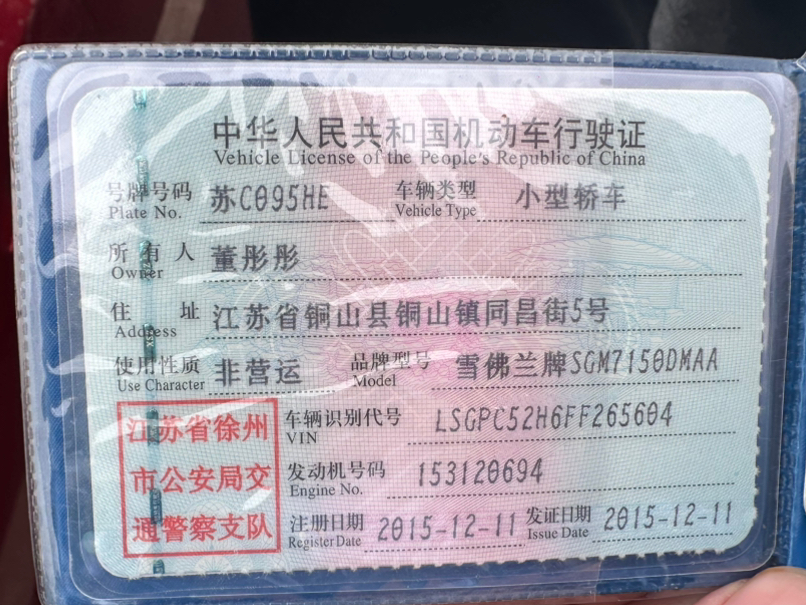 中华人民共和国机动车行驶证
Vehicle License of the People's Republic of China
号牌号码 苏C095HE 车辆类型 小型轿车
Plate No. Vehicle Type
所有人 董彤彤
Owner
住址 江苏省铜山县铜山镇同昌街5号
Address
使用性质 非营运 品牌型号 雪佛兰牌SGM7150DMAA
Use Character Model
江苏省徐州
市公安局交
通警察支队
车辆识别代号 LSGPC52H6FF265604
VIN
发动机号码 153120694
Engine No.
注册日期 2015-12-11 发证日期 2015-12-11
Register Date Issue Date